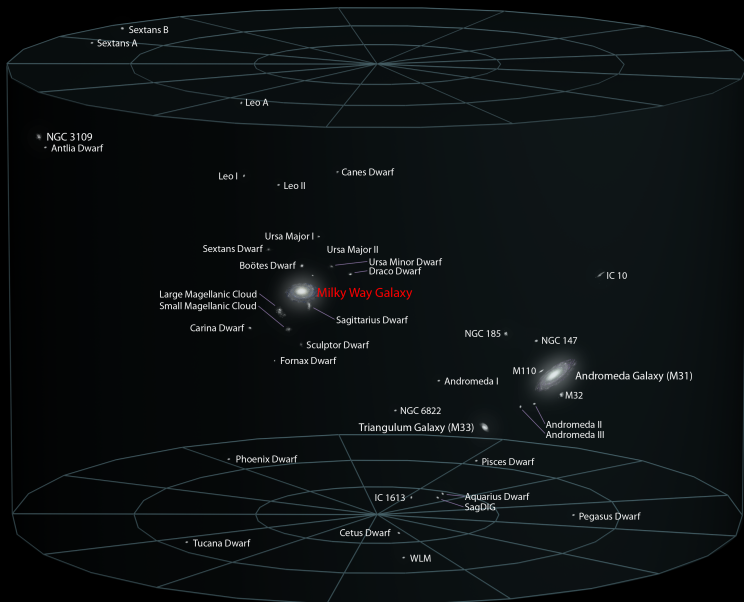 Sextans B
Sextans A
Leo A
NGC 3109
Antlia Dwarf
Canes Dwarf
Leo I
Leo II
Ursa Major I
Sextans Dwarf
Ursa Major II
Boötes Dwarf
Ursa Minor Dwarf
Draco Dwarf
IC 10
Milky Way Galaxy
Large Magellanic Cloud
Small Magellanic Cloud
Sagittarius Dwarf
Carina Dwarf
NGC 185
NGC 147
Sculptor Dwarf
Fornax Dwarf
M110
Andromeda Galaxy (M31)
Andromeda I
M32
NGC 6822
Triangulum Galaxy (M33)
Andromeda II
Andromeda III
Phoenix Dwarf
Pisces Dwarf
IC 1613
Aquarius Dwarf
SagDIG
Pegasus Dwarf
Cetus Dwarf
Tucana Dwarf
WLM